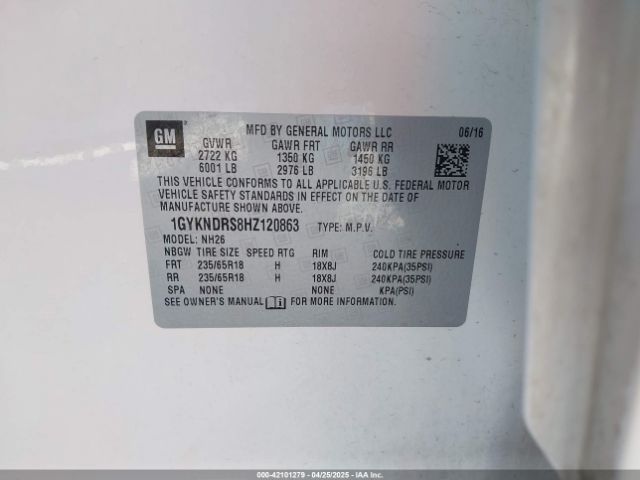 GM
MFD BY GENERAL MOTORS LLC 06/16
GVWR GAWR FRT GAWR RR
2722 KG 1350 KG 1450 KG
6001 LB 2976 LB 3196 LB
THIS VEHICLE CONFORMS TO ALL APPLICABLE U.S. FEDERAL MOTOR
VEHICLE SAFETY STANDARDS IN EFFECT ON THE DATE OF
MANUFACTURE SHOWN ABOVE.
1GYKNDRS8HZ120863 TYPE: M.P.V.
MODEL: NH26
NBGW TIRE SIZE SPEED RTG RIM COLD TIRE PRESSURE
FRT 235/65R18 H 18X8J 240KPA(35PSI)
RR 235/65R18 H 18X8J 240KPA(35PSI)
SPA NONE NONE KPA(PSI)
SEE OWNER'S MANUAL FOR MORE INFORMATION.
000-42101279 - 04/25/2025 - IAAI.COM